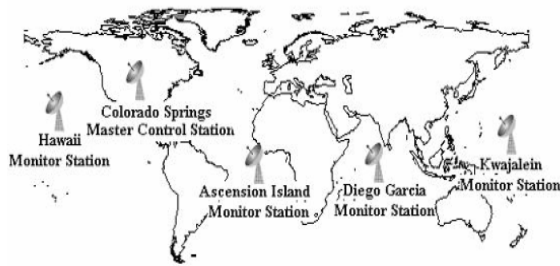 Colorado Springs
Master Control Station
Hawaii
Monitor Station
Ascension Island
Monitor Station
Diego Garcia
Monitor Station
Kwajalein
Monitor Station